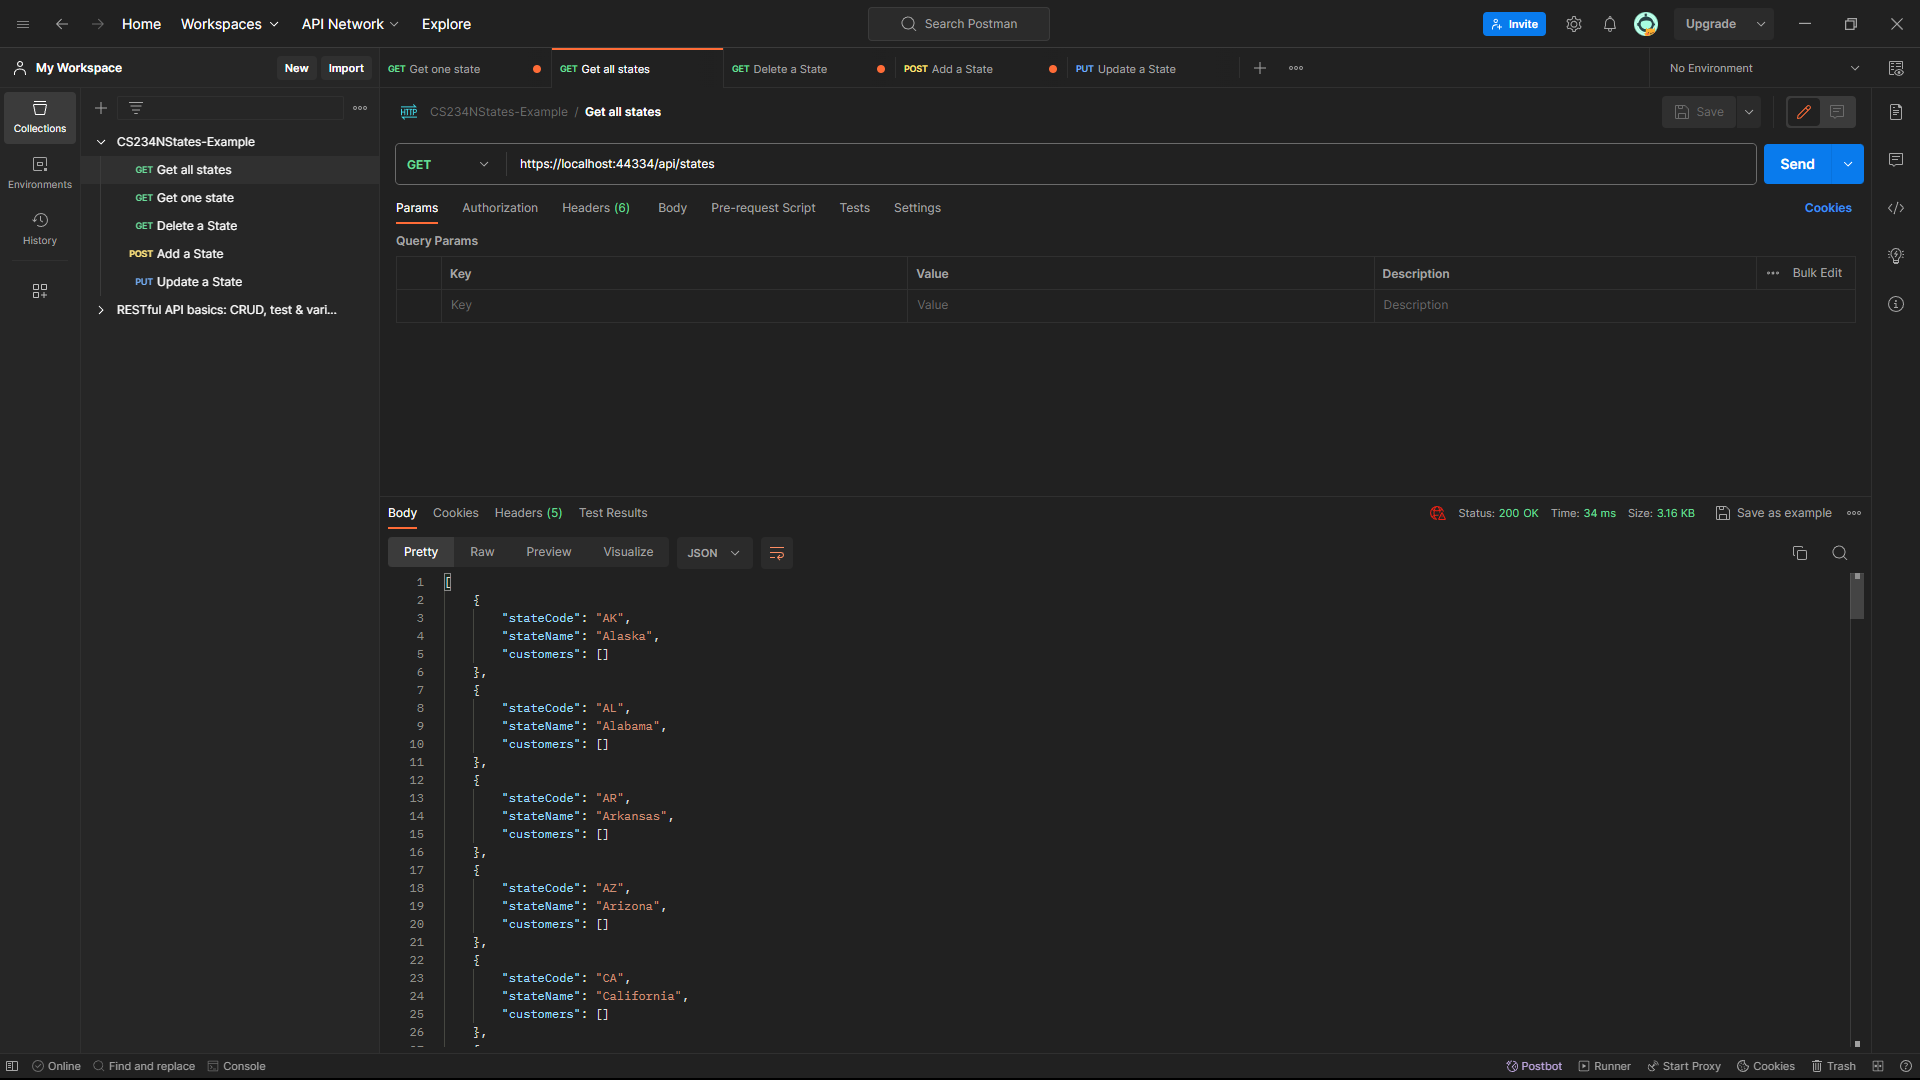 Home Workspaces API Network Explore Search Postman Invite Upgrade
My Workspace New Import GET Get one state GET Get all states GET Delete a State POST Add a State PUT Update a State No Environment
Collections
Environments
History
CS234NStates-Example
GET Get all states
GET Get one state
GET Delete a State
POST Add a State
PUT Update a State
RESTful API basics: CRUD, test & vari...
HTTP CS234NStates-Example / Get all states Save
GET https://localhost:44334/api/states Send
Params Authorization Headers (6) Body Pre-request Script Tests Settings Cookies
Query Params
Key Value Description Bulk Edit
Key Value Description
Body Cookies Headers (5) Test Results Status: 200 OK Time: 34 ms Size: 3.16 KB Save as example
Pretty Raw Preview Visualize JSON
1 [
2 {
3 "stateCode": "AK",
4 "stateName": "Alaska",
5 "customers": []
6 },
7 {
8 "stateCode": "AL",
9 "stateName": "Alabama",
10 "customers": []
11 },
12 {
13 "stateCode": "AR",
14 "stateName": "Arkansas",
15 "customers": []
16 },
17 {
18 "stateCode": "AZ",
19 "stateName": "Arizona",
20 "customers": []
21 },
22 {
23 "stateCode": "CA",
24 "stateName": "California",
25 "customers": []
26 },
Online Find and replace Console Postbot Runner Start Proxy Cookies Trash